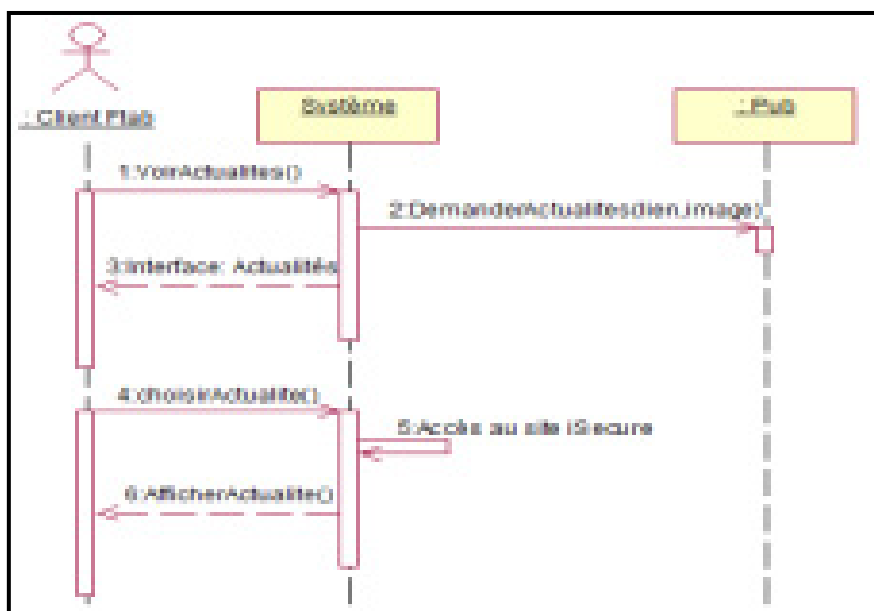 : Client Ftab
Système
: Pub
1:VoirActualites()
2:DemanderActualites(lien,image)
3:Interface: Actualités
4:choisirActualite()
5:Accès au site iSecure
6:AfficherActualite()